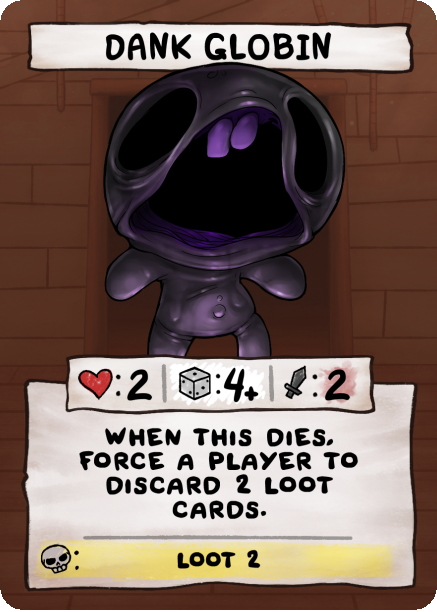 DANK GLOBIN
:2 :4+ :2
WHEN THIS DIES,
FORCE A PLAYER TO
DISCARD 2 LOOT
CARDS.
: LOOT 2